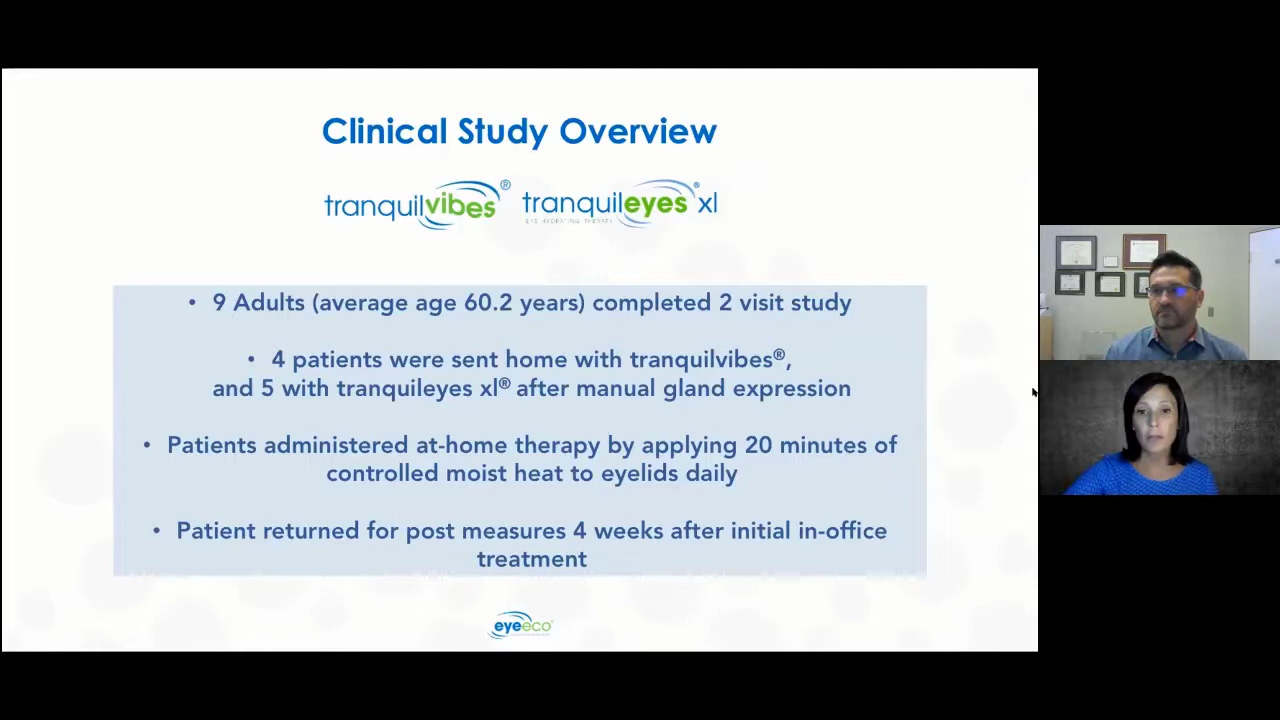 Clinical Study Overview
tranquilvibes® tranquileyes® xl
EYE HYDRATING THERAPY
• 9 Adults (average age 60.2 years) completed 2 visit study
• 4 patients were sent home with tranquilvibes®,
and 5 with tranquileyes xl® after manual gland expression
• Patients administered at-home therapy by applying 20 minutes of
controlled moist heat to eyelids daily
• Patient returned for post measures 4 weeks after initial in-office
treatment
eyeeco